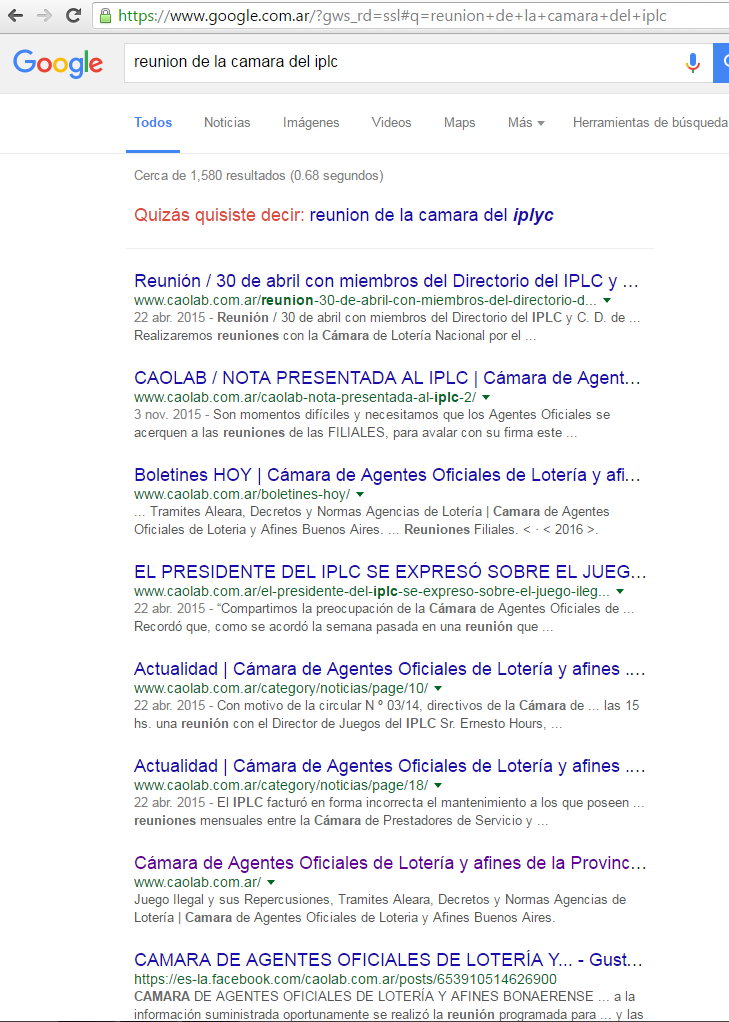 https://www.google.com.ar/?gws_rd=ssl#q=reunion+de+la+camara+del+iplc
Google
reunion de la camara del iplc
Todos Noticias Imágenes Videos Maps Más Herramientas de búsqueda
Cerca de 1,580 resultados (0.68 segundos)
Quizás quisiste decir: reunion de la camara del iplyc
Reunión / 30 de abril con miembros del Directorio del IPLC y ...
www.caolab.com.ar/reunion-30-de-abril-con-miembros-del-directorio-d...
22 abr. 2015 - Reunión / 30 de abril con miembros del Directorio del IPLC y C. D. de ...
Realizaremos reuniones con la Cámara de Lotería Nacional por el ...
CAOLAB / NOTA PRESENTADA AL IPLC | Cámara de Agent...
www.caolab.com.ar/caolab-nota-presentada-al-iplc-2/
3 nov. 2015 - Son momentos difíciles y necesitamos que los Agentes Oficiales se
acerquen a las reuniones de las FILIALES, para avalar con su firma este ...
Boletines HOY | Cámara de Agentes Oficiales de Lotería y afi...
www.caolab.com.ar/boletines-hoy/
... Tramites Aleara, Decretos y Normas Agencias de Lotería | Camara de Agentes
Oficiales de Loteria y Afines Buenos Aires. ... Reuniones Filiales. < · < 2016 >.
EL PRESIDENTE DEL IPLC SE EXPRESÓ SOBRE EL JUEG...
www.caolab.com.ar/el-presidente-del-iplc-se-expreso-sobre-el-juego-ileg...
22 abr. 2015 - “Compartimos la preocupación de la Cámara de Agentes Oficiales de ...
Recordó que, como se acordó la semana pasada en una reunión que ...
Actualidad | Cámara de Agentes Oficiales de Lotería y afines ....
www.caolab.com.ar/category/noticias/page/10/
22 abr. 2015 - Con motivo de la circular N º 03/14, directivos de la Cámara de ... las 15
hs. una reunión con el Director de Juegos del IPLC Sr. Ernesto Hours, ...
Actualidad | Cámara de Agentes Oficiales de Lotería y afines ....
www.caolab.com.ar/category/noticias/page/18/
22 abr. 2015 - El IPLC facturó en forma incorrecta el mantenimiento a los que poseen ...
reuniones mensuales entre la Cámara de Prestadores de Servicio y ...
Cámara de Agentes Oficiales de Lotería y afines de la Provinc...
www.caolab.com.ar/
Juego Ilegal y sus Repercusiones, Tramites Aleara, Decretos y Normas Agencias de
Lotería | Camara de Agentes Oficiales de Loteria y Afines Buenos Aires.
CAMARA DE AGENTES OFICIALES DE LOTERÍA Y... - Gust...
https://es-la.facebook.com/caolab.com.ar/posts/653910514626900
CAMARA DE AGENTES OFICIALES DE LOTERÍA Y AFINES BONAERENSE ... a la
información suministrada oportunamente se realizó la reunión programada para ... y las